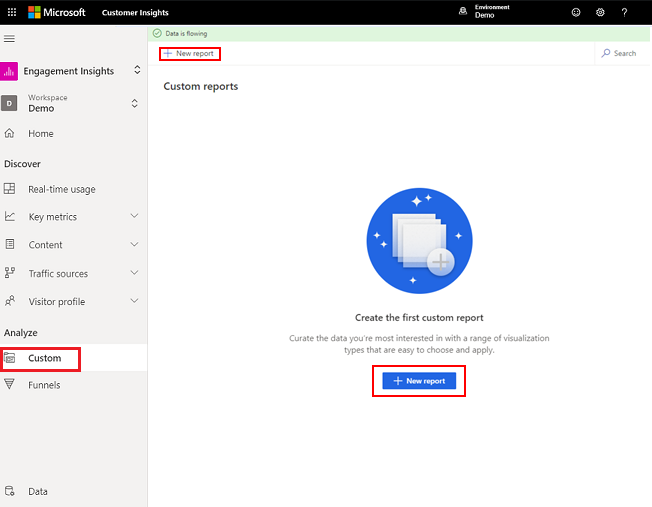 Microsoft
Customer Insights
Environment
Demo
?
Data is flowing
+ New report
Search
Engagement Insights
D
Workspace
Demo
Custom reports
Home
Discover
Real-time usage
Key metrics
Content
Traffic sources
Visitor profile
Analyze
Custom
Funnels
Data
Create the first custom report
Curate the data you're most interested in with a range of visualization
types that are easy to choose and apply.
+ New report